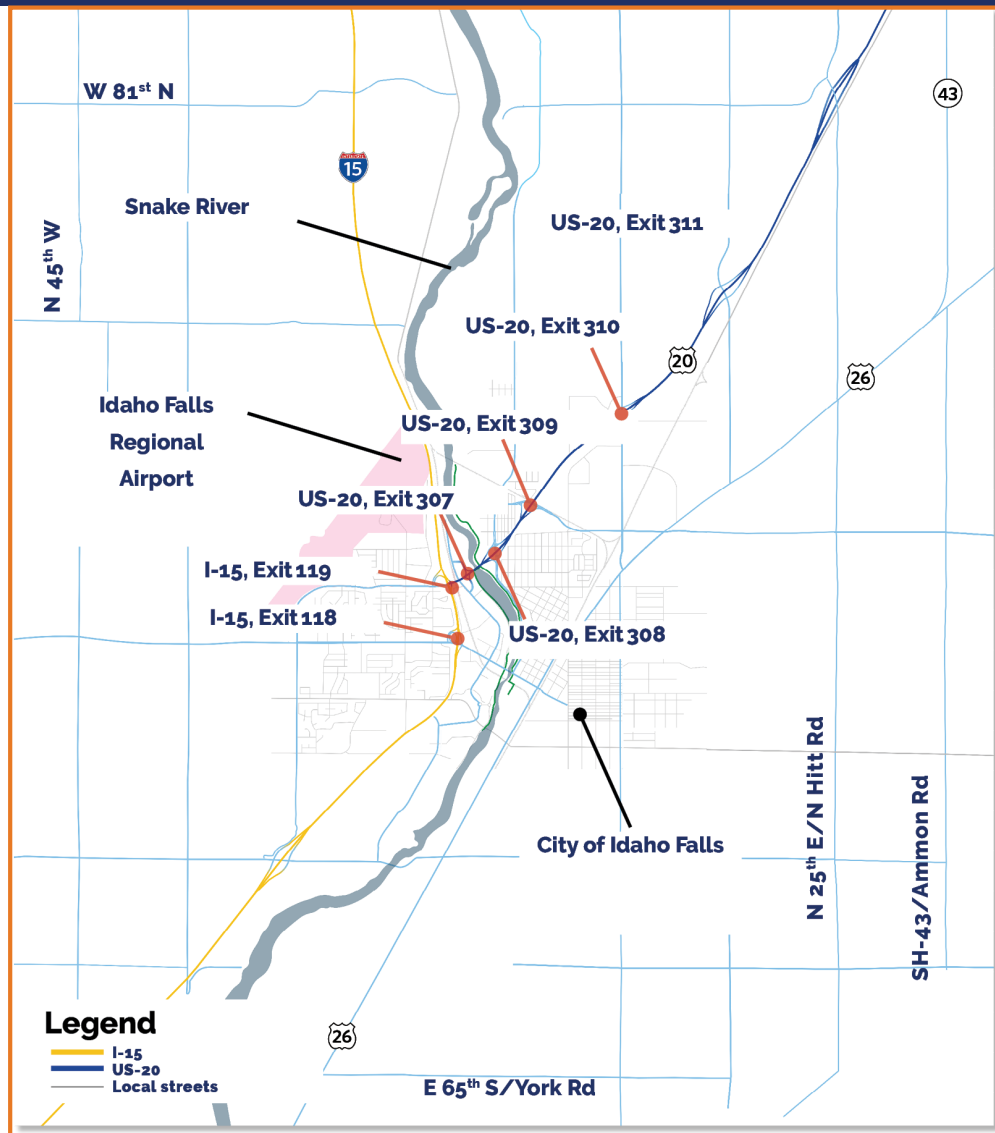 W 81st N
43
15
Snake River
US-20, Exit 311
N 45th W
US-20, Exit 310
20
26
Idaho Falls
Regional
Airport
US-20, Exit 309
US-20, Exit 307
I-15, Exit 119
I-15, Exit 118
US-20, Exit 308
N 25th E/N Hitt Rd
SH-43/Ammon Rd
City of Idaho Falls
Legend
I-15
US-20
Local streets
26
E 65th S/York Rd